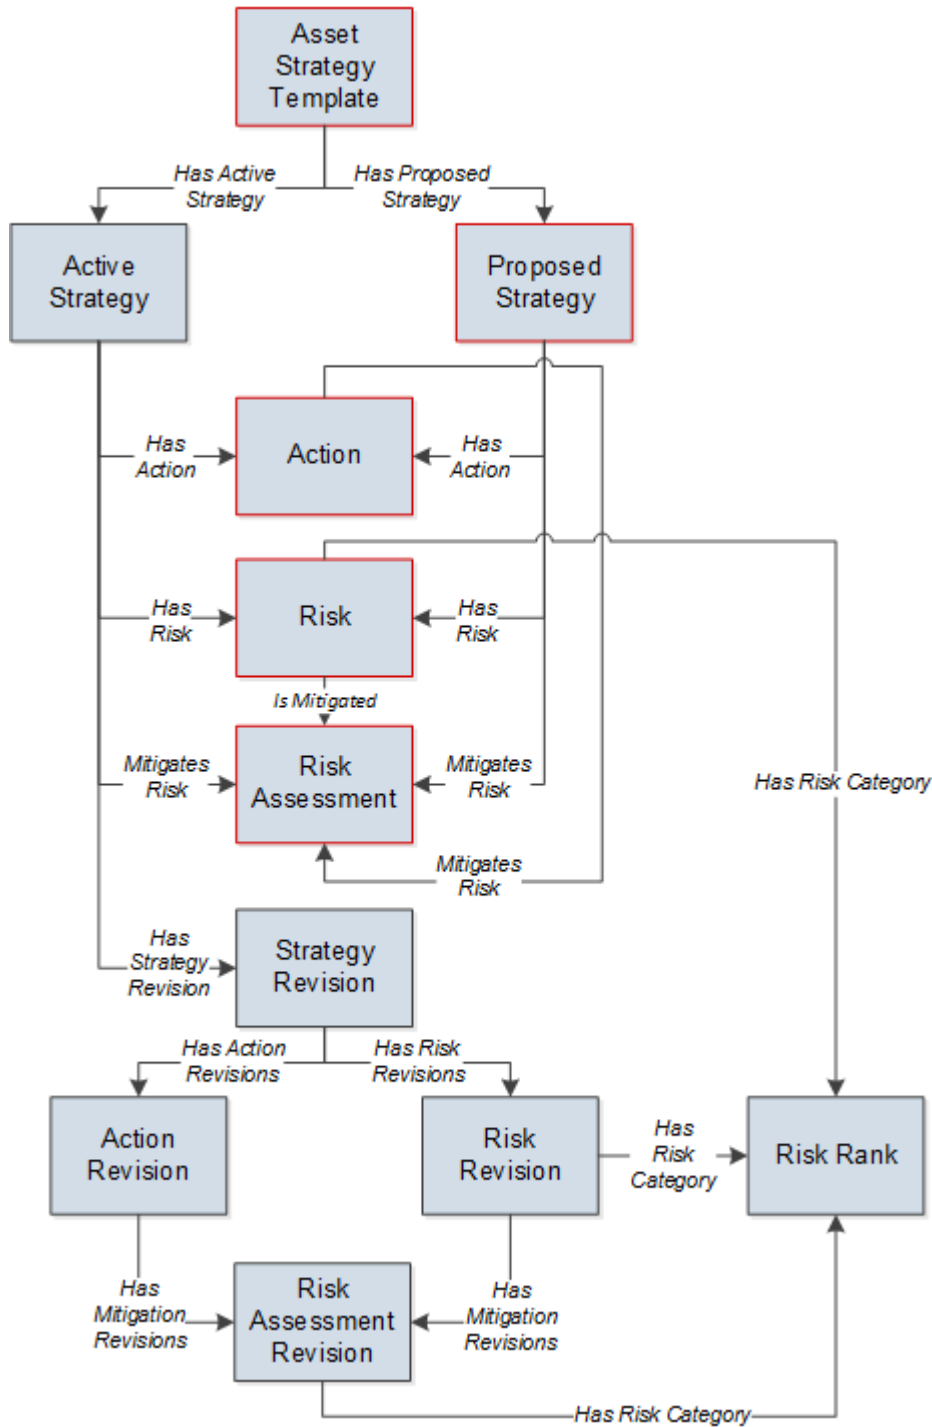 Asset
Strategy
Template
Has Active
Strategy
Has Proposed
Strategy
Active
Strategy
Proposed
Strategy
Has
Action
Action
Has
Action
Has
Risk
Risk
Has
Risk
Is Mitigated
Mitigates
Risk
Risk
Assessment
Mitigates
Risk
Has Risk Category
Mitigates
Risk
Has
Strategy
Revision
Strategy
Revision
Has Action
Revisions
Has Risk
Revisions
Action
Revision
Risk
Revision
Has
Risk
Category
Risk Rank
Has
Mitigation
Revisions
Risk
Assessment
Revision
Has
Mitigation
Revisions
Has Risk Category